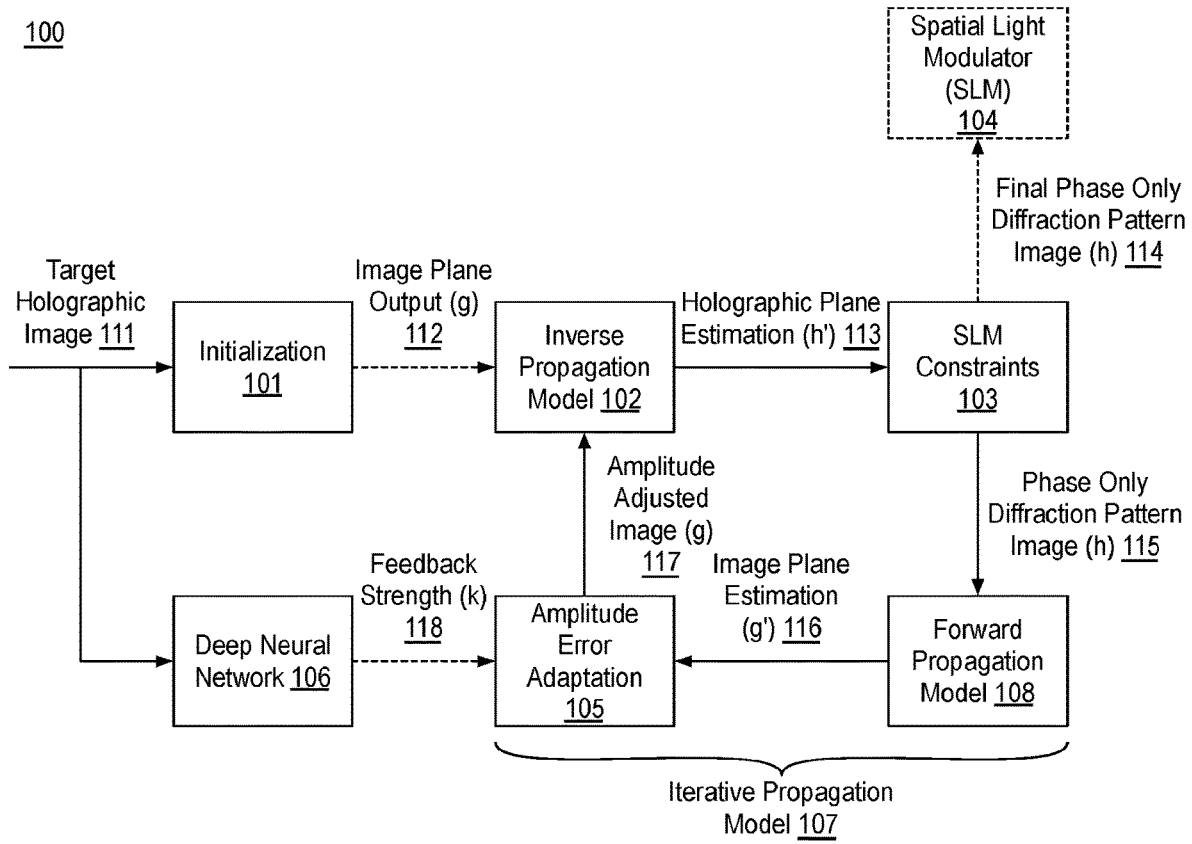 100
Spatial Light
Modulator
(SLM)
104
Final Phase Only
Diffraction Pattern
Image (h) 114
Target
Holographic
Image 111
Initialization
101
Image Plane
Output (g)
112
Inverse
Propagation
Model 102
Holographic Plane
Estimation (h') 113
SLM
Constraints
103
Amplitude
Adjusted
Image (g)
117
Phase Only
Diffraction Pattern
Image (h) 115
Deep Neural
Network 106
Feedback
Strength (k)
118
Amplitude
Error
Adaptation
105
Image Plane
Estimation
(g') 116
Forward
Propagation
Model 108
Iterative Propagation
Model 107